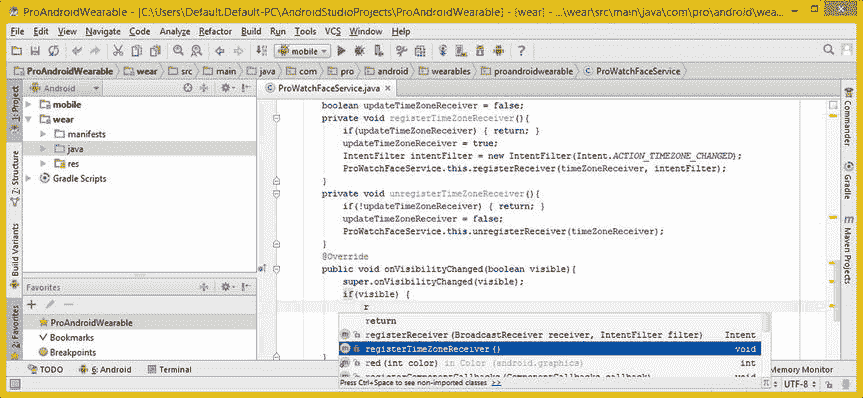 ProAndroidWearable - [C:\Users\Default.Default-PC\AndroidStudioProjects\ProAndroidWearable] - [wear] - ...\wear\src\main\java\com\pro\android\wea...
File Edit View Navigate Code Analyze Refactor Build Run Tools VCS Window Help
mobile
ProAndroidWearable wear src main java com pro android wearables proandroidwearable ProWatchFaceService
1: Project
Z: Structure
Build Variants
2: Favorites
Android
mobile
wear
manifests
java
res
Gradle Scripts
Favorites
ProAndroidWearable
Bookmarks
Breakpoints
ProWatchFaceService.java
boolean updateTimeZoneReceiver = false;
private void registerTimeZoneReceiver(){
if(updateTimeZoneReceiver) { return; }
updateTimeZoneReceiver = true;
IntentFilter intentFilter = new IntentFilter(Intent.ACTION_TIMEZONE_CHANGED);
ProWatchFaceService.this.registerReceiver(timeZoneReceiver, intentFilter);
}
private void unregisterTimeZoneReceiver(){
if(!updateTimeZoneReceiver) { return; }
updateTimeZoneReceiver = false;
ProWatchFaceService.this.unregisterReceiver(timeZoneReceiver);
}
@Override
public void onVisibilityChanged(boolean visible){
super.onVisibilityChanged(visible);
if(visible) {
r
return
registerReceiver(BroadcastReceiver receiver, IntentFilter filter) Intent
registerTimeZoneReceiver() void
red(int color) in Color (android.graphics) int
registerComponentCallbacks(ComponentCallbacks callback) void
Press Ctrl+Space to see non-imported classes >>
}
Commander
Gradle
Maven Projects
TODO 6: Android Terminal Memory Monitor
UTF-8